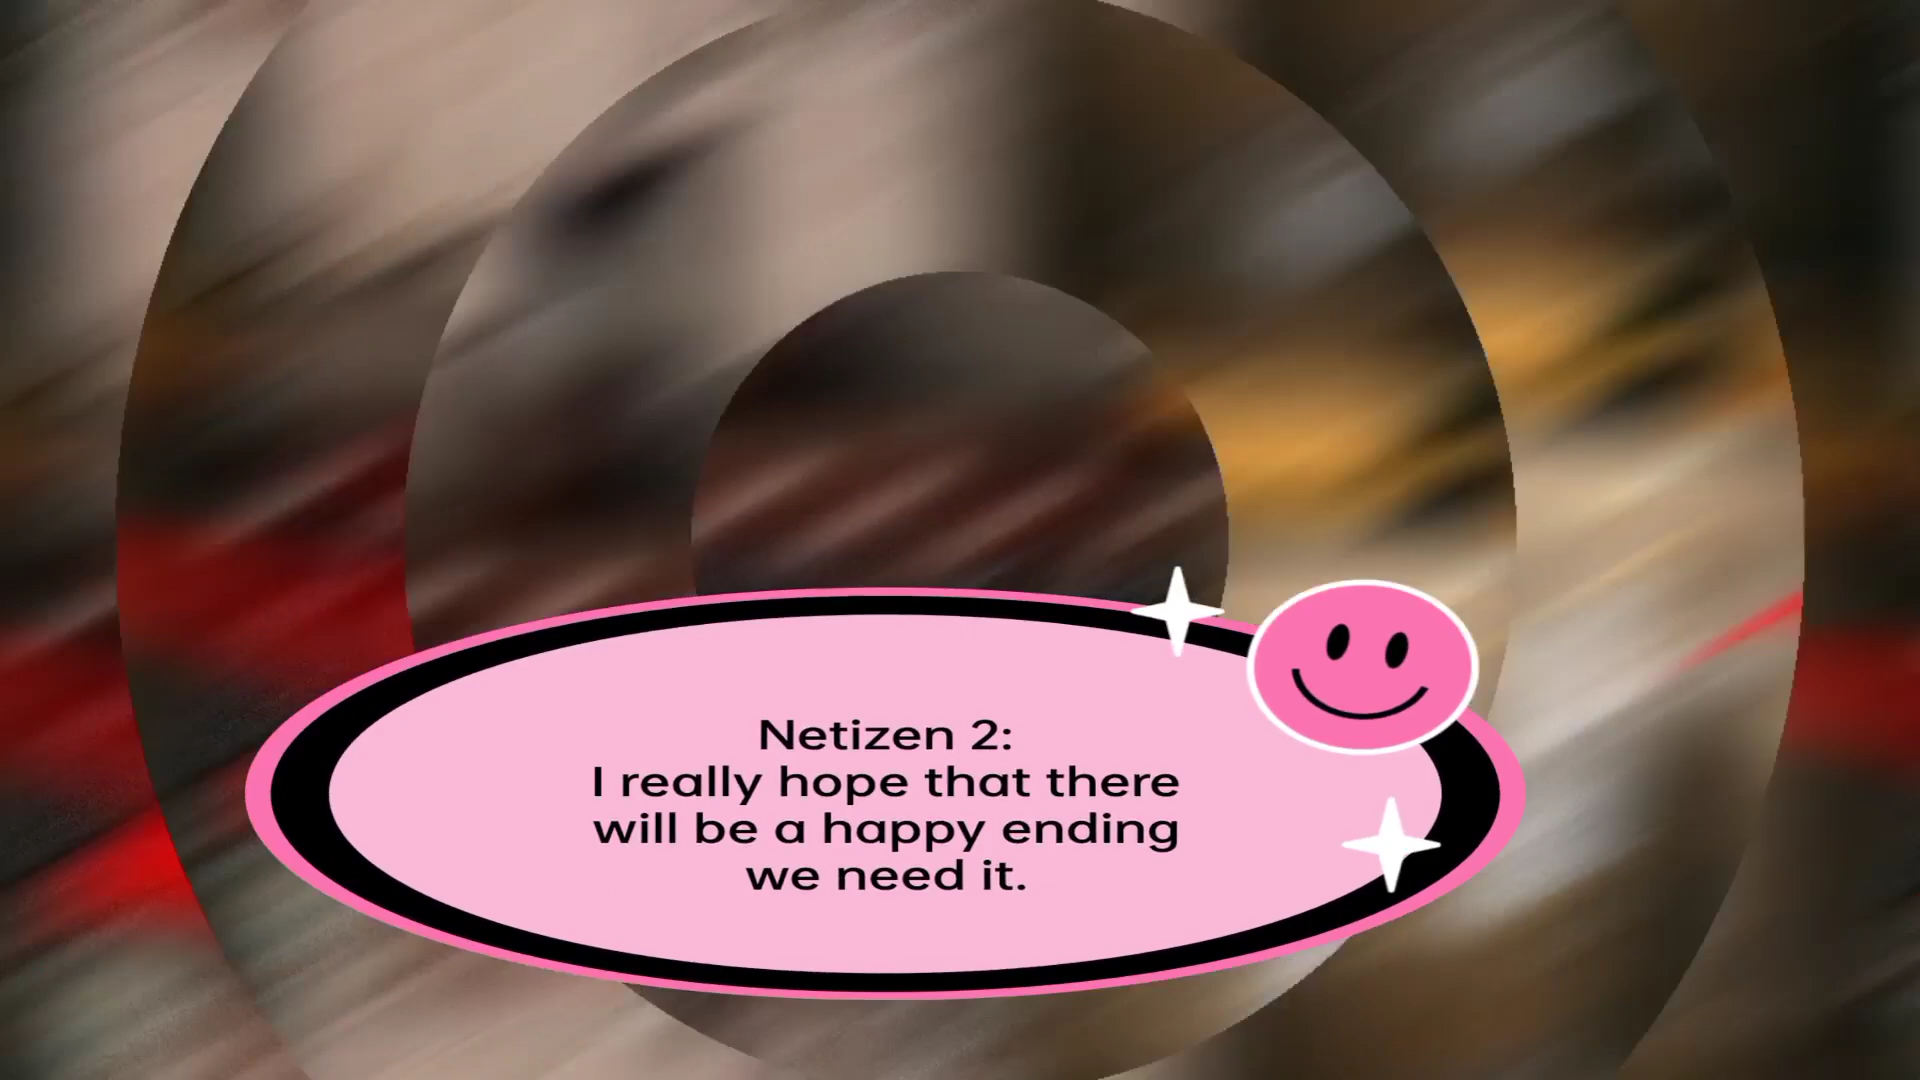 Netizen 2:
I really hope that there
will be a happy ending
we need it.